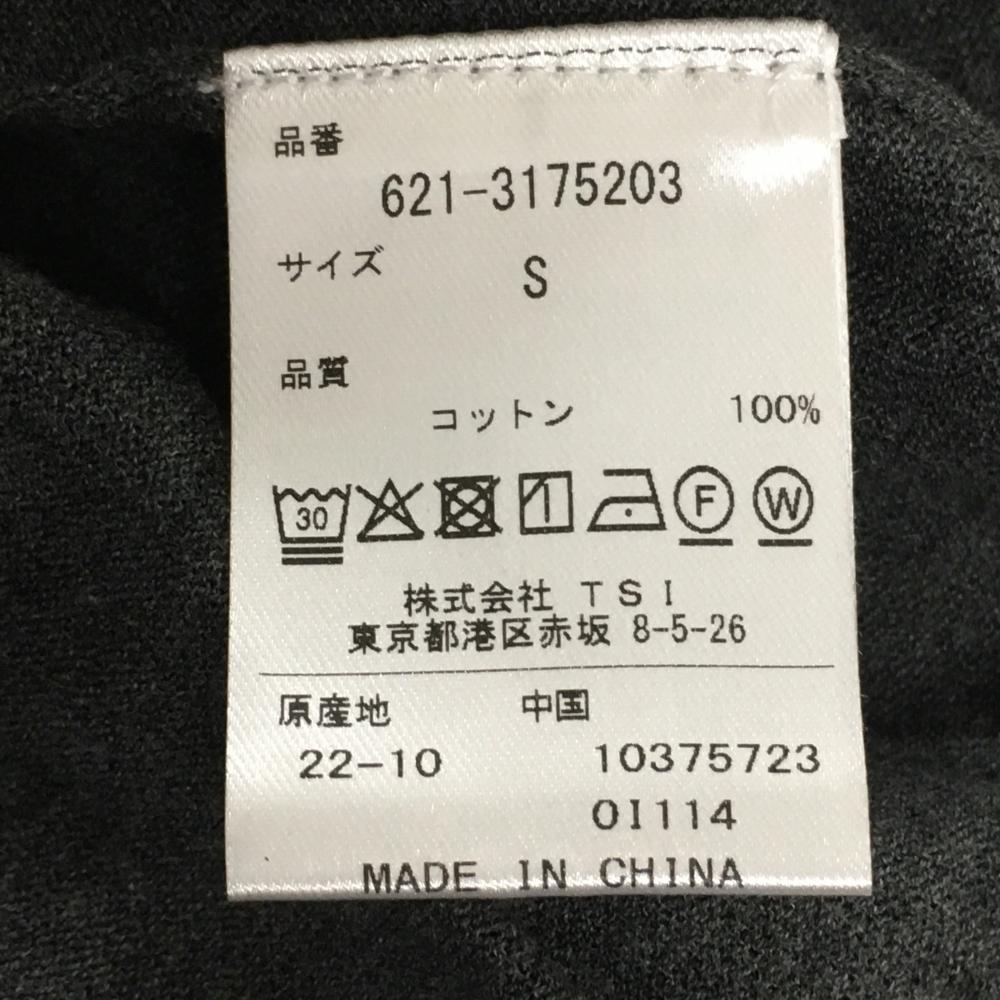 品番
621-3175203
サイズ S
品質
コットン 100%
30 F W
株式会社 TSI
東京都港区赤坂 8-5-26
原産地 中国
22-10 10375723
OI114
MADE IN CHINA